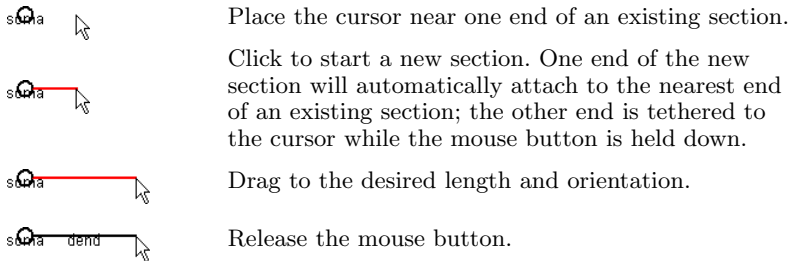 soma
Place the cursor near one end of an existing section.
Click to start a new section. One end of the new
soma
section will automatically attach to the nearest end
of an existing section; the other end is tethered to
the cursor while the mouse button is held down.
soma
Drag to the desired length and orientation.
soma dend
Release the mouse button.